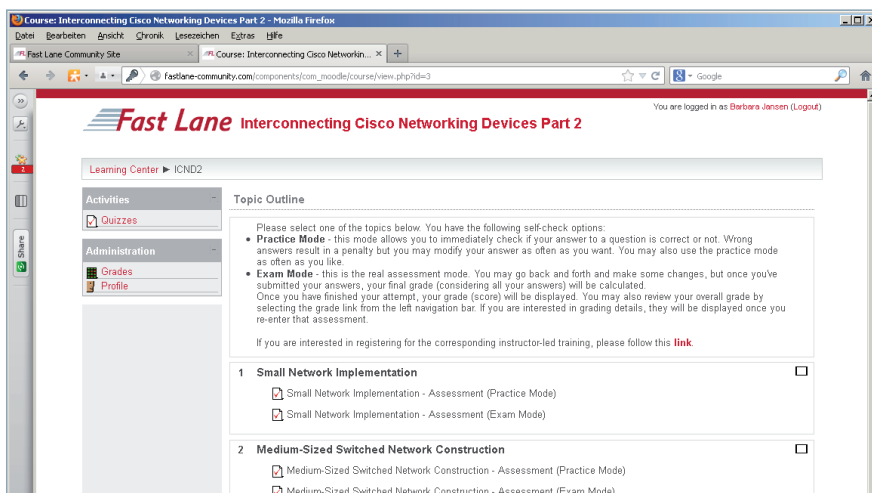 Course: Interconnecting Cisco Networking Devices Part 2 - Mozilla Firefox
Datei Bearbeiten Ansicht Chronik Lesezeichen Extras Hilfe
Fast Lane Community Site
Course: Interconnecting Cisco Networkin...
fastlane-community.com/components/com_moodle/course/view.php?id=3
Google
You are logged in as Barbara Jansen (Logout)
Fast Lane Interconnecting Cisco Networking Devices Part 2
Learning Center ► ICND2
2
Share
Activities
Quizzes
Administration
Grades
Profile
Topic Outline
Please select one of the topics below. You have the following self-check options:
• Practice Mode - this mode allows you to immediately check if your answer to a question is correct or not. Wrong
answers result in a penalty but you may modify your answer as often as you want. You may also use the practice mode
as often as you like.
• Exam Mode - this is the real assessment mode. You may go back and forth and make some changes, but once you've
submitted your answers, your final grade (considering all your answers) will be calculated.
Once you have finished your attempt, your grade (score) will be displayed. You may also review your overall grade by
selecting the grade link from the left navigation bar. If you are interested in grading details, they will be displayed once you
re-enter that assessment.
If you are interested in registering for the corresponding instructor-led training, please follow this link.
1 Small Network Implementation
Small Network Implementation - Assessment (Practice Mode)
Small Network Implementation - Assessment (Exam Mode)
2 Medium-Sized Switched Network Construction
Medium-Sized Switched Network Construction - Assessment (Practice Mode)
Medium-Sized Switched Network Construction - Assessment (Exam Mode)